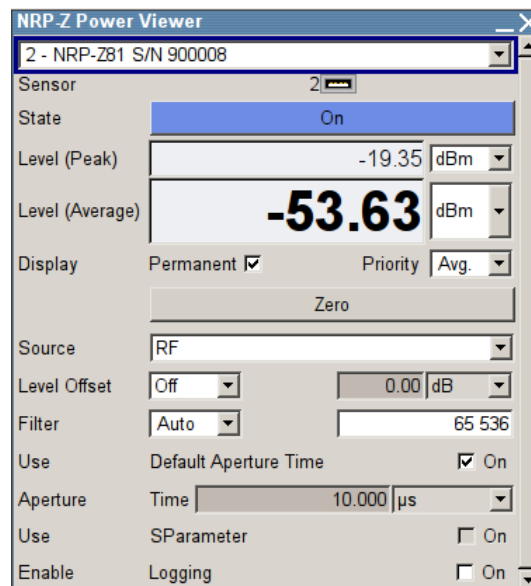 NRP-Z Power Viewer
2 - NRP-Z81 S/N 900008
Sensor 2
State On
Level (Peak) -19.35 dBm
Level (Average) -53.63 dBm
Display Permanent Priority Avg.
Zero
Source RF
Level Offset Off 0.00 dB
Filter Auto 65 536
Use Default Aperture Time On
Aperture Time 10.000 µs
Use SParameter On
Enable Logging On